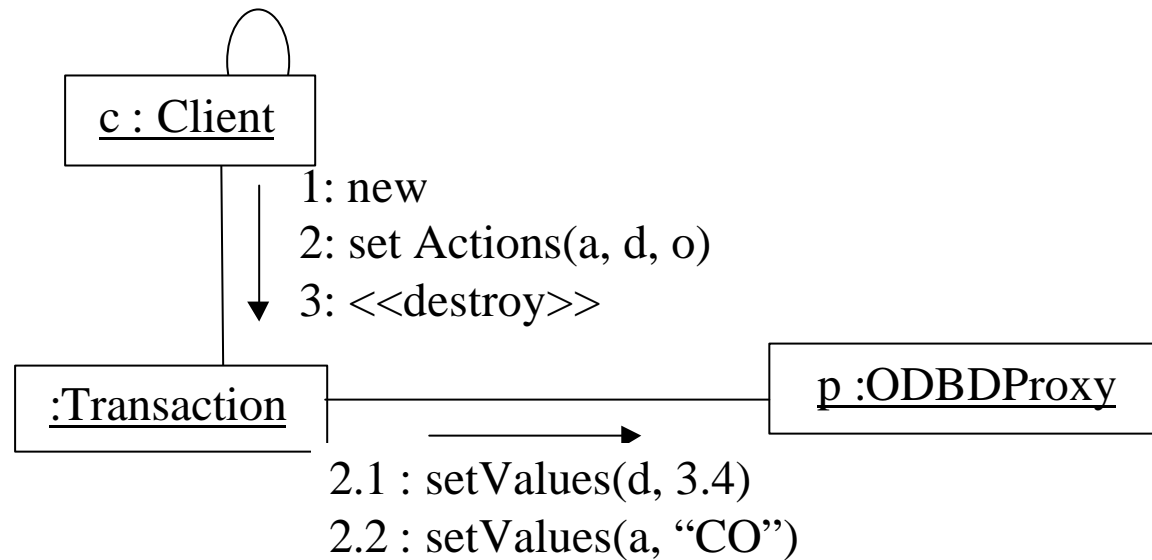 c : Client
1: new
2: set Actions(a, d, o)
3: <<destroy>>
:Transaction
p :ODBDProxy
2.1 : setValues(d, 3.4)
2.2 : setValues(a, “CO”)